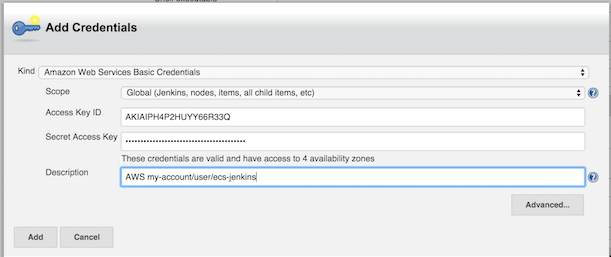 Add Credentials
Kind Amazon Web Services Basic Credentials
Scope Global (Jenkins, nodes, items, all child items, etc)
Access Key ID AKIAIPH4P2HUYY66R33Q
Secret Access Key ••••••••••••••••••••••••••••••••••••••••
These credentials are valid and have access to 4 availability zones
Description AWS my-account/user/ecs-jenkins
Advanced...
Add Cancel